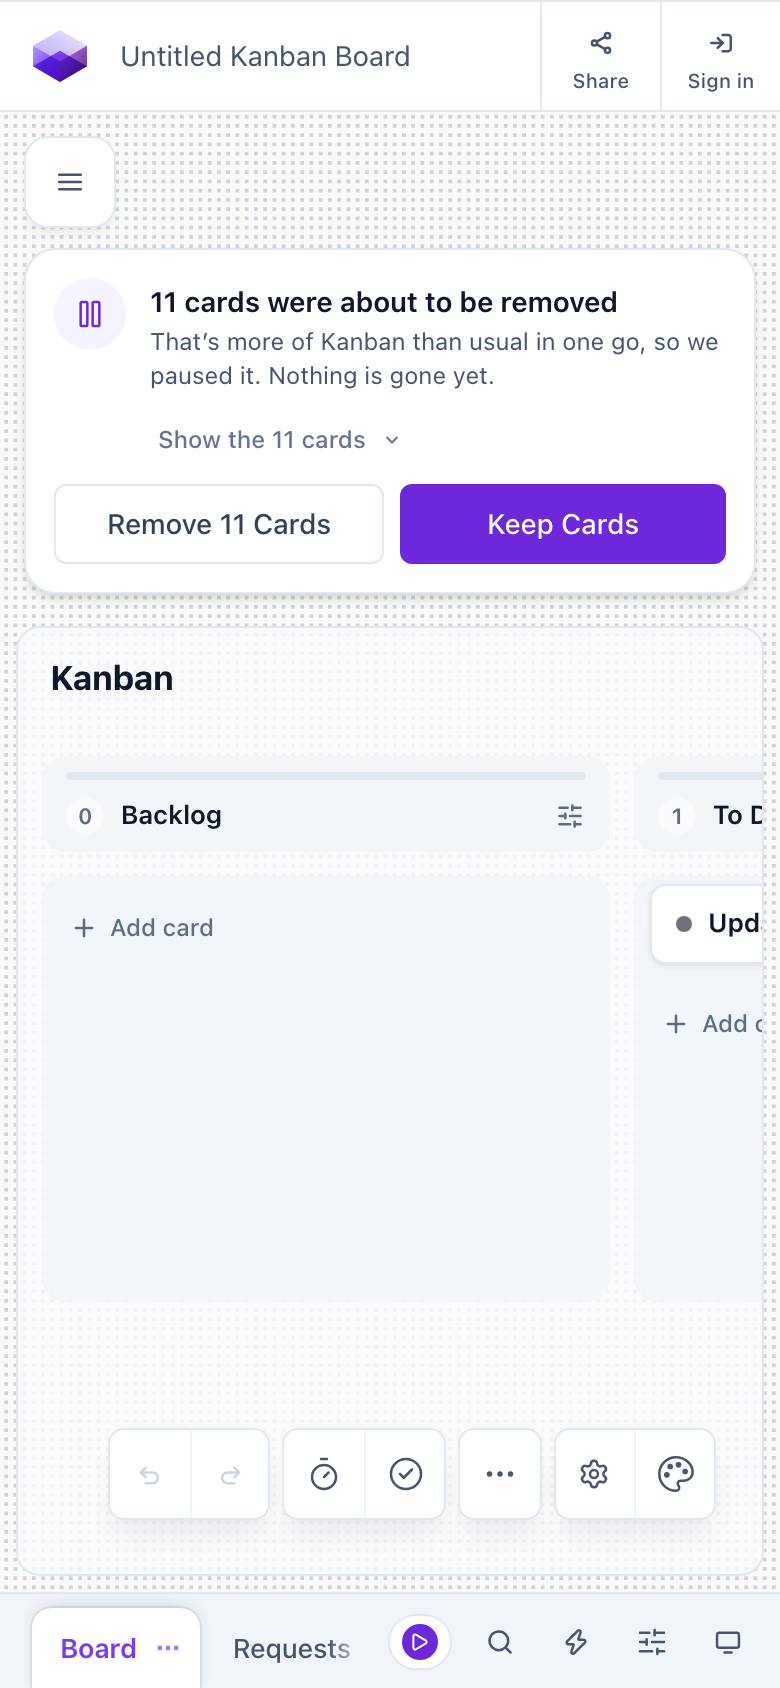 Untitled Kanban Board
Share
Sign in
11 cards were about to be removed
That’s more of Kanban than usual in one go, so we
paused it. Nothing is gone yet.
Show the 11 cards
Remove 11 Cards
Keep Cards
Kanban
0 Backlog
1 To D
Upd
Add card
Add c
Board
Requests